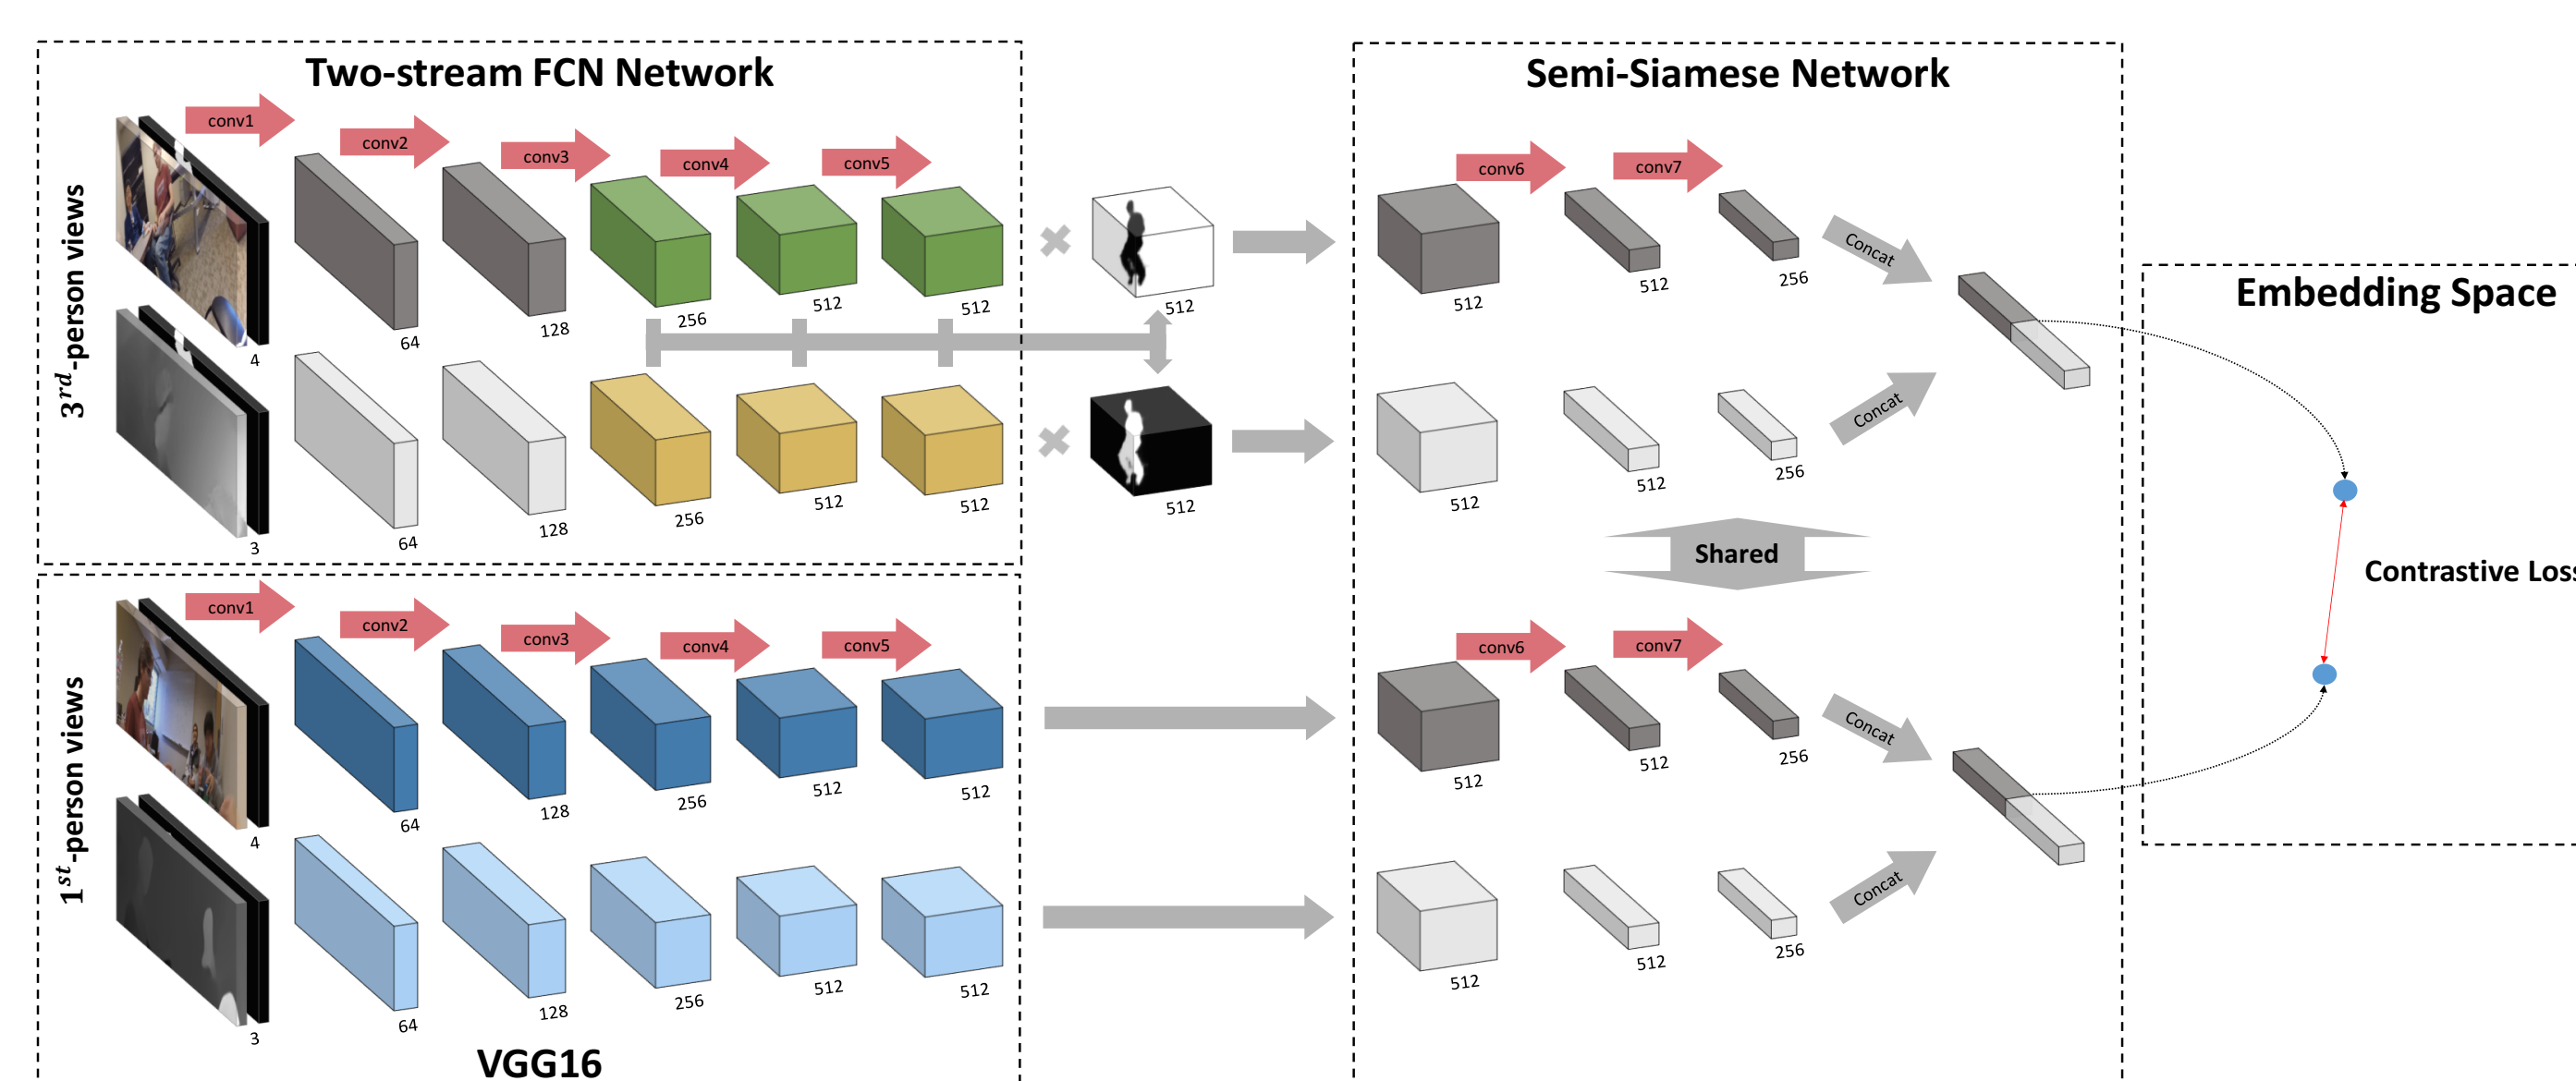 Two-stream FCN Network
Semi-Siamese Network
Embedding Space
3rd-person views
conv1
conv2
conv3
conv4
conv5
4
64
128
256
512
512
512
3
64
128
256
512
512
512
conv6
conv7
512
512
256
Concat
512
512
256
Concat
Shared
Contrastive Loss
1st-person views
conv1
conv2
conv3
conv4
conv5
4
64
128
256
512
512
3
64
128
256
512
512
VGG16
conv6
conv7
512
512
256
Concat
512
512
256
Concat